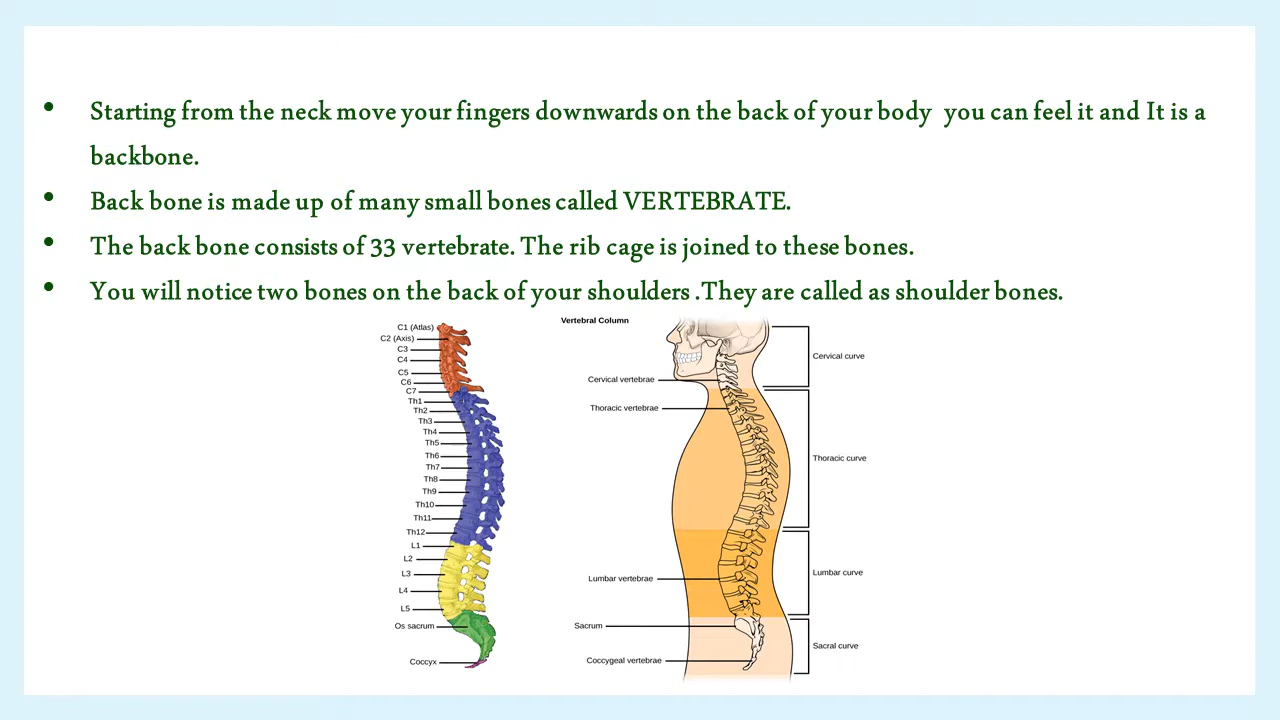 • Starting from the neck move your fingers downwards on the back of your body you can feel it and It is a
backbone.
• Back bone is made up of many small bones called VERTEBRATE.
• The back bone consists of 33 vertebrate. The rib cage is joined to these bones.
• You will notice two bones on the back of your shoulders .They are called as shoulder bones.
C1 (Atlas)
C2 (Axis)
C3
C4
C5
C6
C7
Th1
Th2
Th3
Th4
Th5
Th6
Th7
Th8
Th9
Th10
Th11
Th12
L1
L2
L3
L4
L5
Os sacrum
Coccyx
Vertebral Column
Cervical vertebrae
Thoracic vertebrae
Lumbar vertebrae
Sacrum
Coccygeal vertebrae
Cervical curve
Thoracic curve
Lumbar curve
Sacral curve